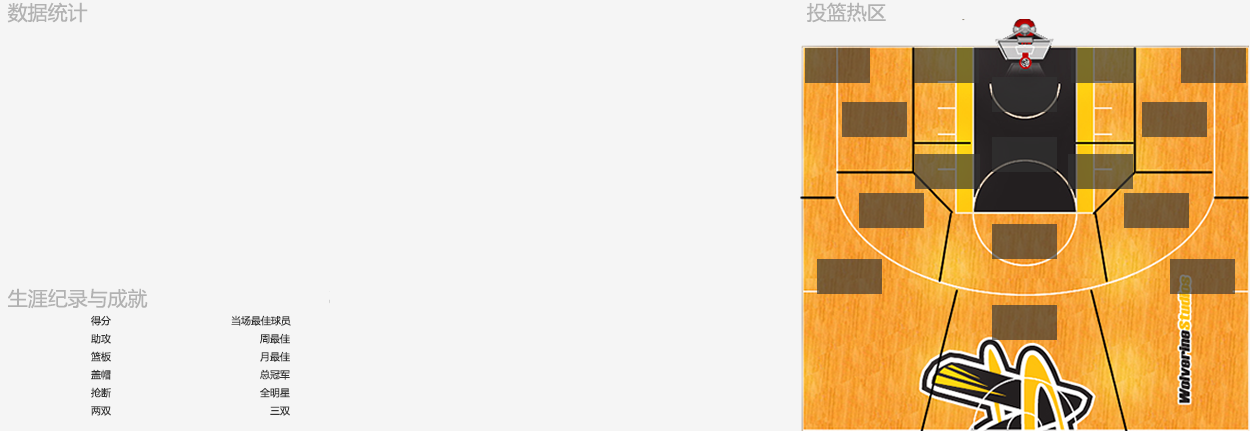 数据统计
投篮热区
生涯纪录与成就
得分 当场最佳球员
助攻 周最佳
篮板 月最佳
盖帽 总冠军
抢断 全明星
两双 三双
Wolverine Studios